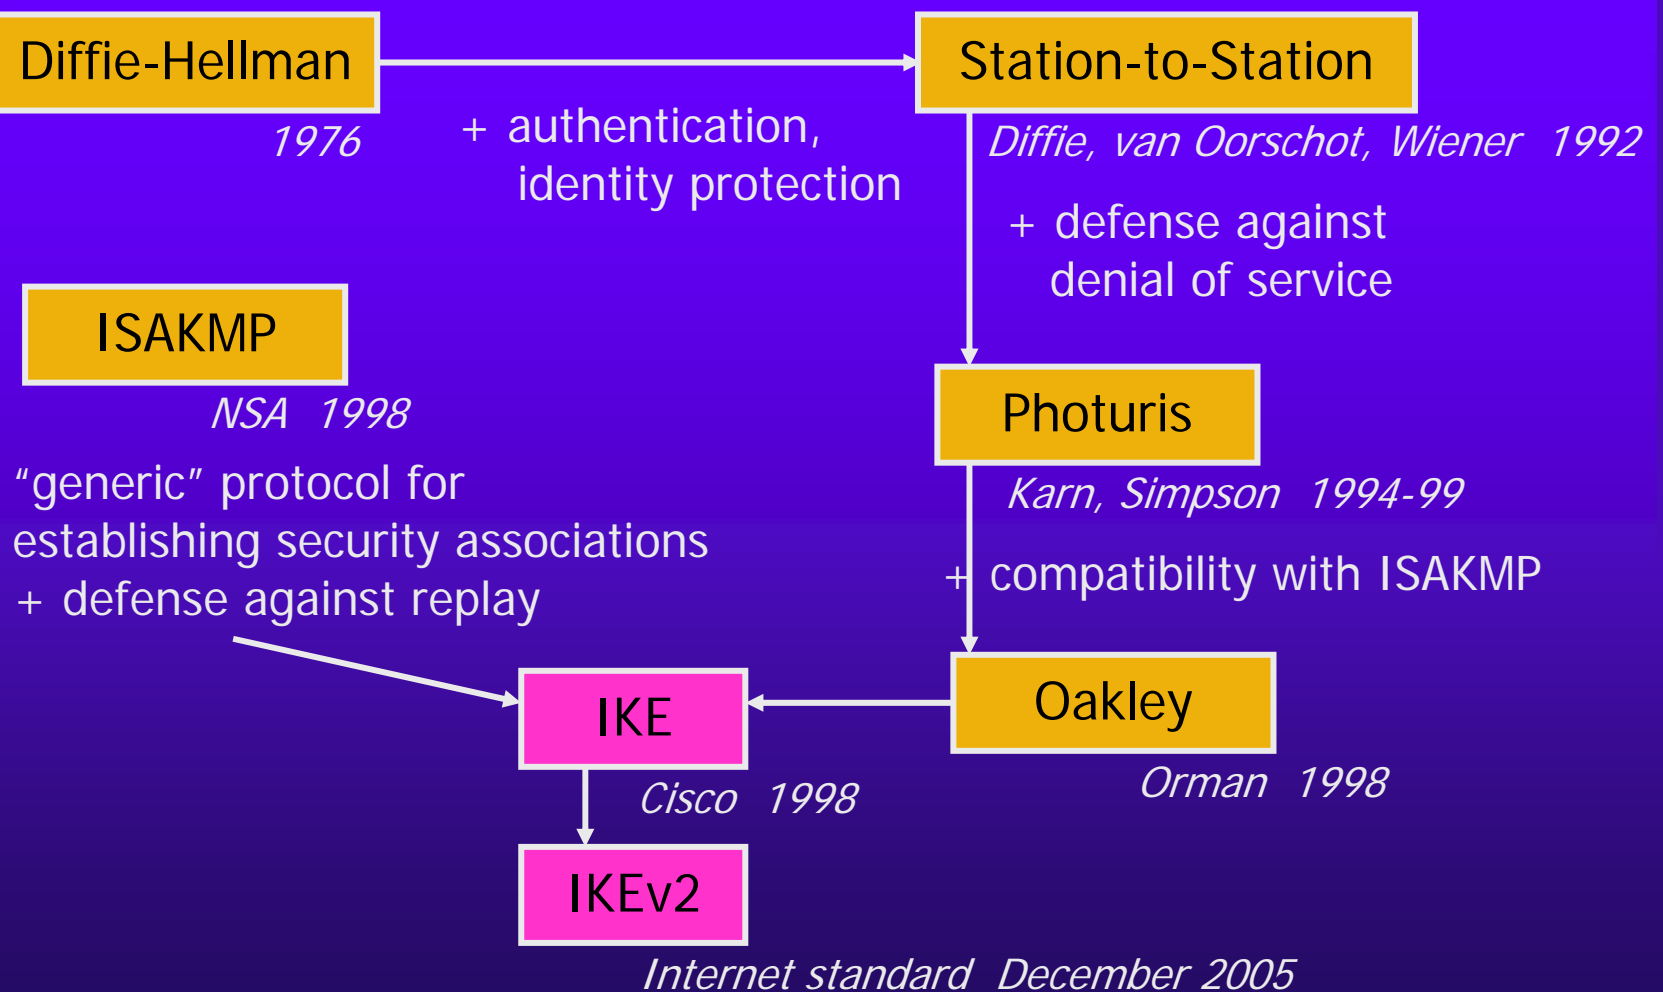 Diffie-Hellman
1976
+ authentication,
identity protection
Station-to-Station
Diffie, van Oorschot, Wiener 1992
+ defense against
denial of service
ISAKMP
NSA 1998
“generic” protocol for
establishing security associations
+ defense against replay
Photuris
Karn, Simpson 1994-99
+ compatibility with ISAKMP
Oakley
Orman 1998
IKE
Cisco 1998
IKEv2
Internet standard December 2005